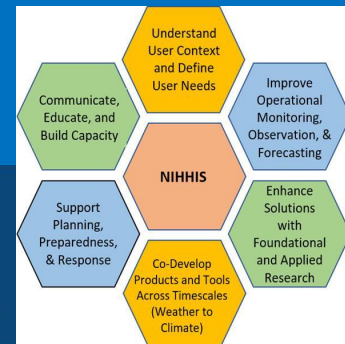 Understand
User Context
and Define
User Needs
Communicate,
Educate, and
Build Capacity
Improve
Operational
Monitoring,
Observation, &
Forecasting
NIHHIS
Support
Planning,
Preparedness,
& Response
Enhance
Solutions
with
Foundational
and Applied
Research
Co-Develop
Products and Tools
Across Timescales
(Weather to
Climate)